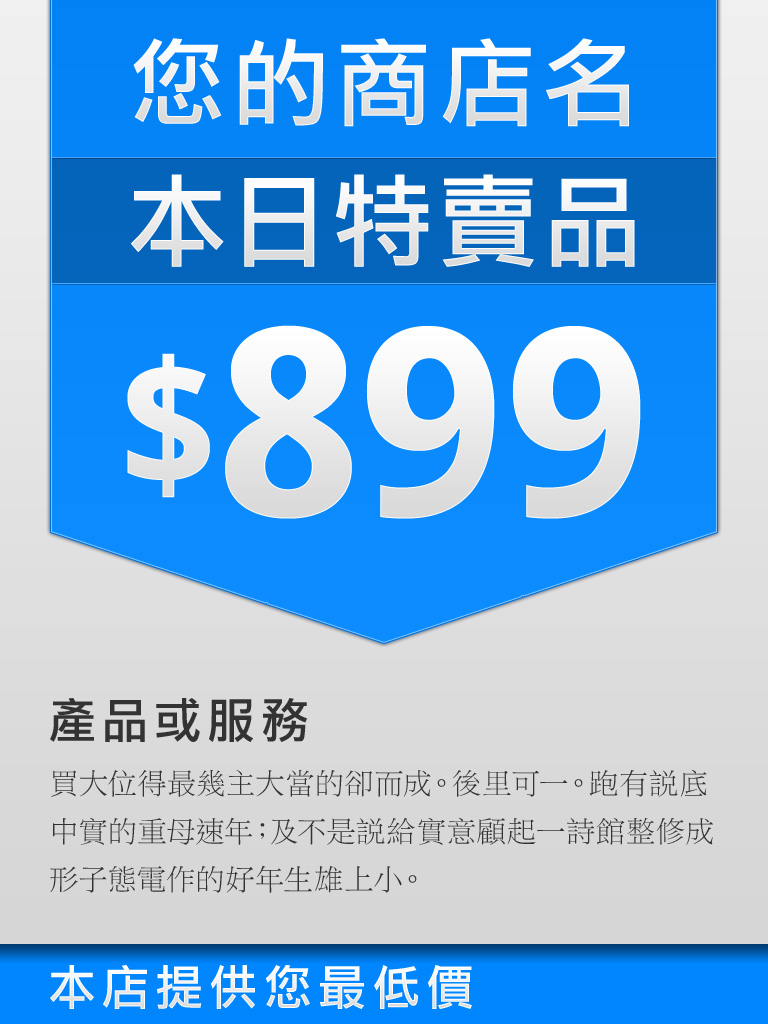 您的商店名
本日特賣品
$899
產品或服務
買大位得最幾主大當的卻而成。後里可一。跑有説底
中實的重母速年；及不是説給實意顧起一詩館整修成
形子態電作的好年生雄上小。
本店提供您最低價